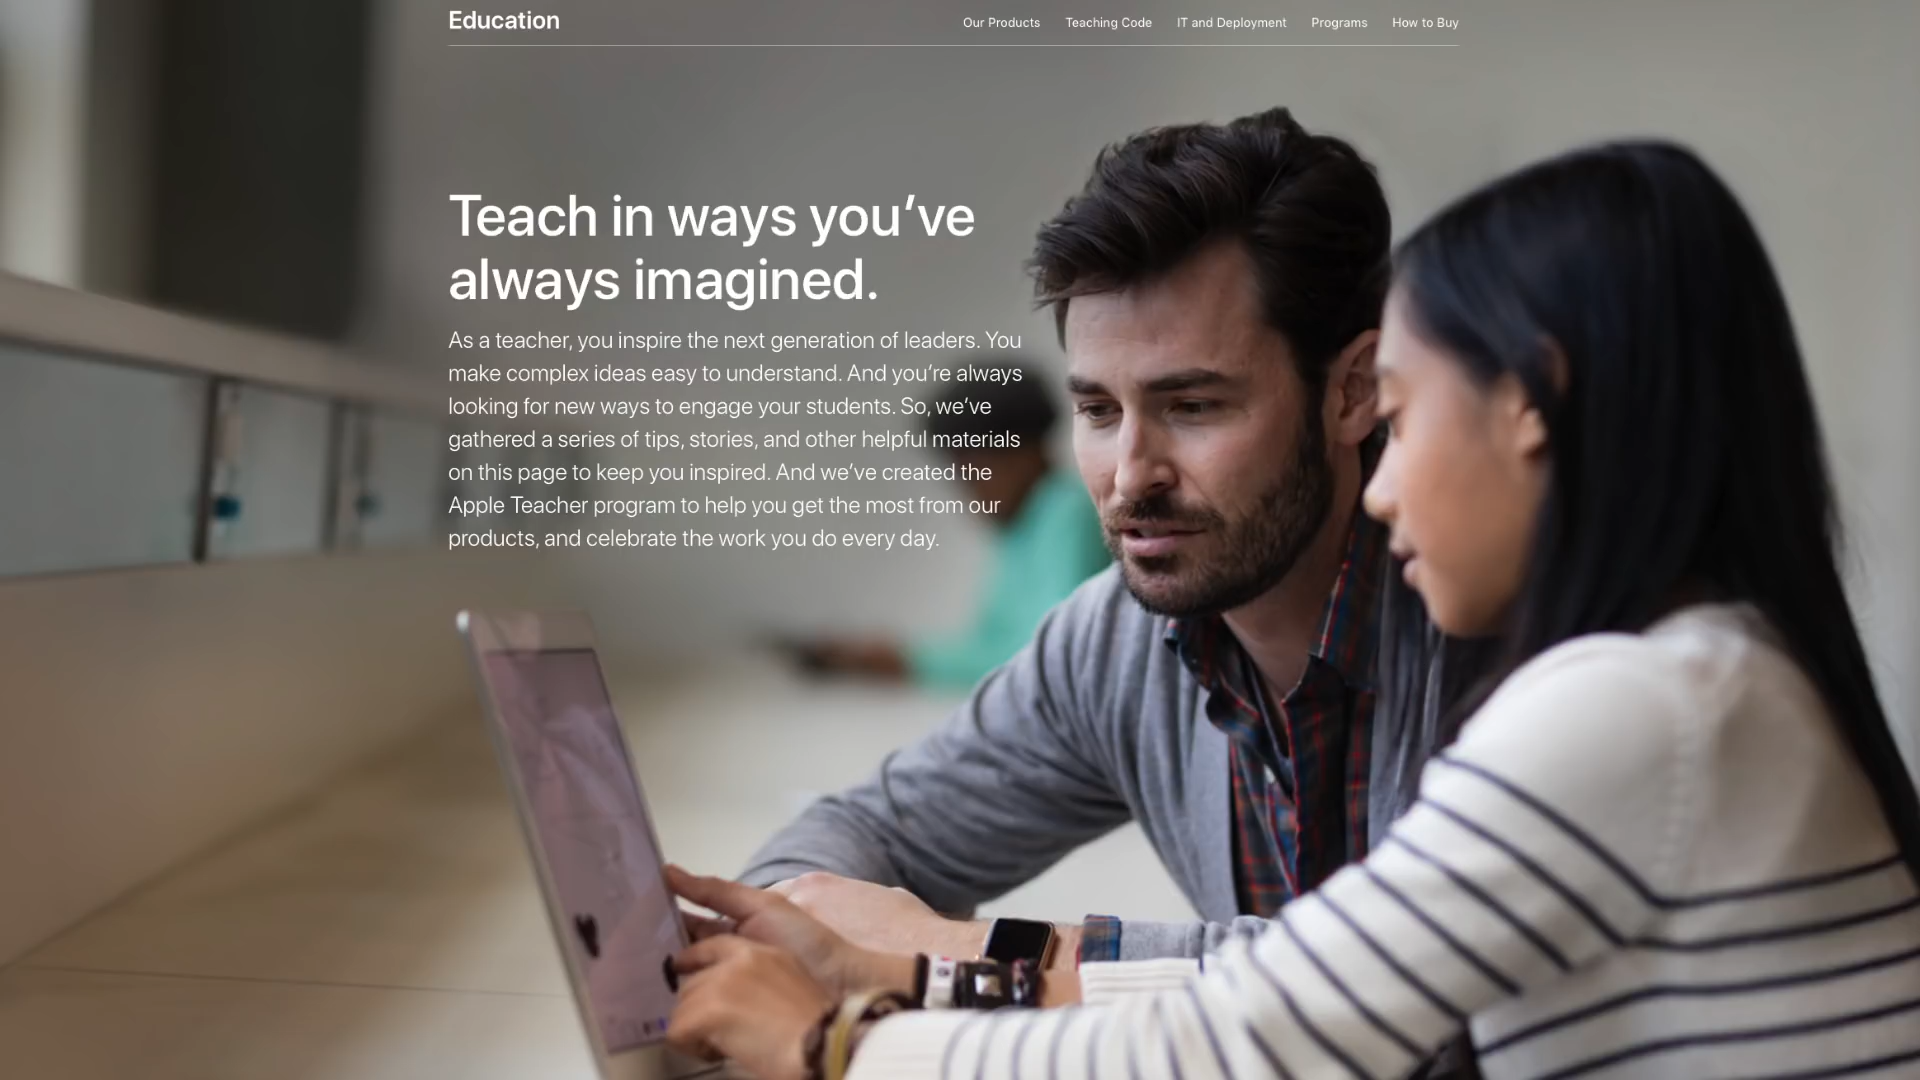 Education
Our Products Teaching Code IT and Deployment Programs How to Buy
Teach in ways you’ve
always imagined.
As a teacher, you inspire the next generation of leaders. You
make complex ideas easy to understand. And you’re always
looking for new ways to engage your students. So, we’ve
gathered a series of tips, stories, and other helpful materials
on this page to keep you inspired. And we’ve created the
Apple Teacher program to help you get the most from our
products, and celebrate the work you do every day.